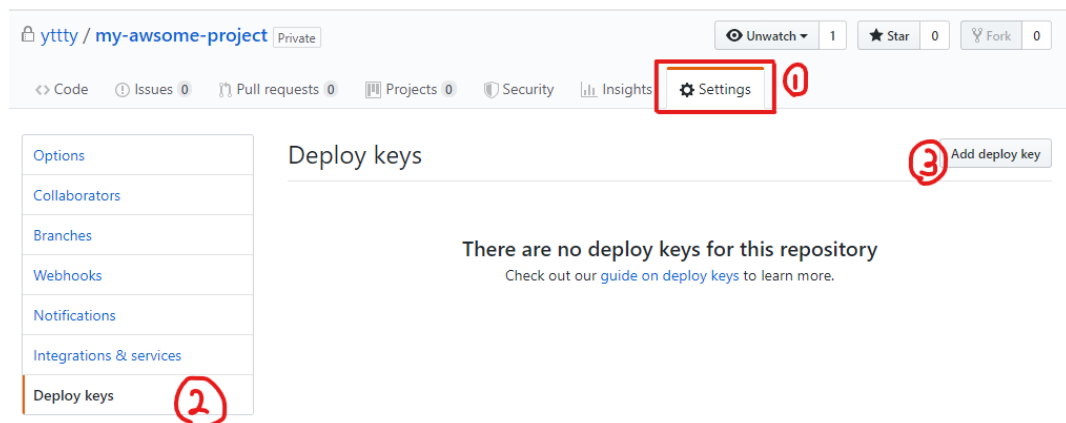 yttty / my-awsome-project Private Unwatch 1 Star 0 Fork 0
Code Issues 0 Pull requests 0 Projects 0 Security Insights Settings ①
Options
Collaborators
Branches
Webhooks
Notifications
Integrations & services
Deploy keys ②
Deploy keys
③ Add deploy key
There are no deploy keys for this repository
Check out our guide on deploy keys to learn more.